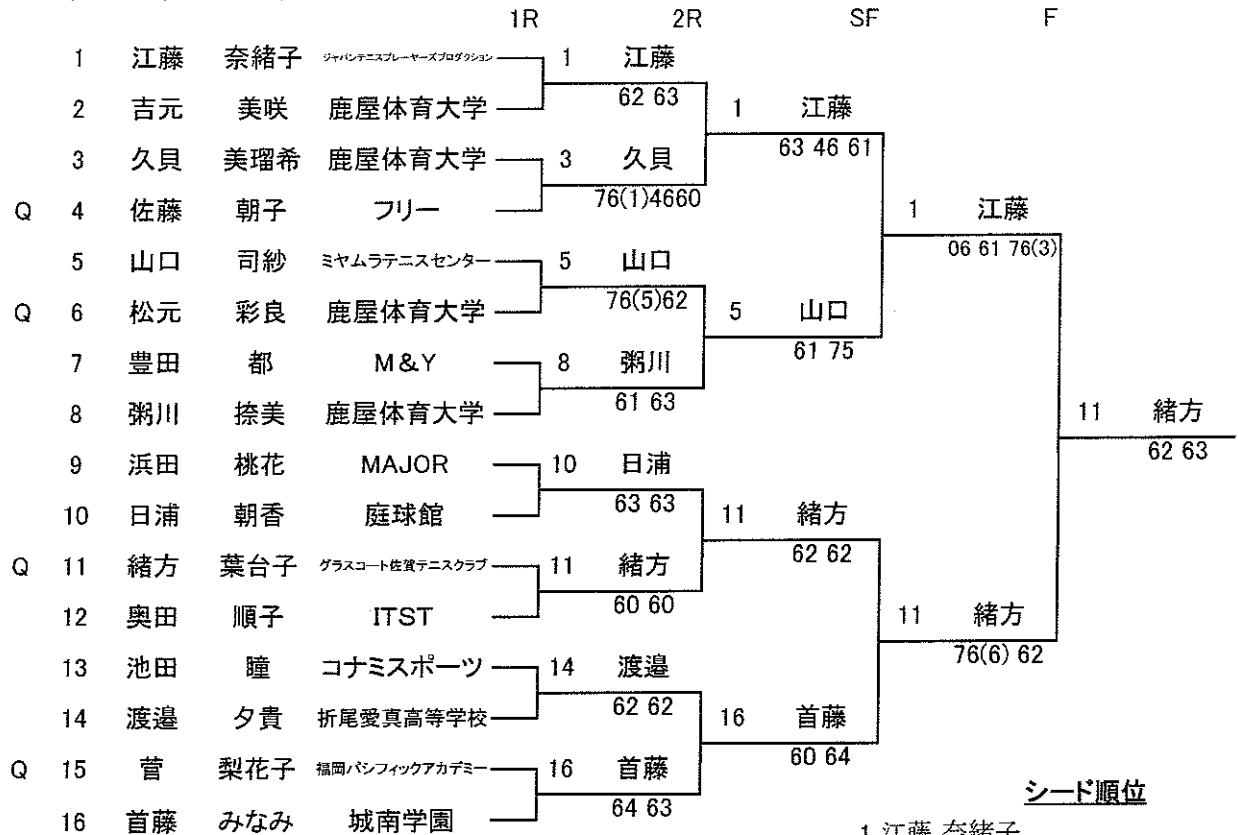 1R 2R SF F
1 江藤 奈緒子 ジャパンテニスプレーヤーズプロダクション 1 江藤
62 63
2 吉元 美咲 鹿屋体育大学 1 江藤
63 46 61
3 久貝 美瑠希 鹿屋体育大学 3 久貝
76(1)4660
Q 4 佐藤 朝子 フリー 1 江藤
06 61 76(3)
5 山口 司紗 ミヤムラテニスセンター 5 山口
76(5)62
Q 6 松元 彩良 鹿屋体育大学 5 山口
61 75
7 豊田 都 M&Y 8 粥川
61 63
8 粥川 捺美 鹿屋体育大学 11 緒方
62 63
9 浜田 桃花 MAJOR 10 日浦
63 63
10 日浦 朝香 庭球館 11 緒方
62 62
Q 11 緒方 葉台子 グラスコート佐賀テニスクラブ 11 緒方
60 60
12 奥田 順子 ITST 11 緒方
76(6) 62
13 池田 瞳 コナミスポーツ 14 渡邉
62 62
14 渡邉 夕貴 折尾愛真高等学校 16 首藤
60 64
Q 15 菅 梨花子 福岡パシフィックアカデミー 16 首藤
64 63
16 首藤 みなみ 城南学園
シード順位
1 江藤 奈緒子